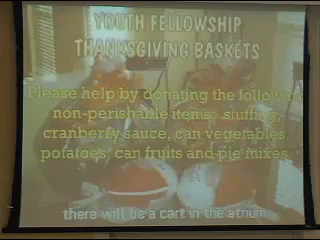 YOUTH FELLOWSHIP
THANKSGIVING BASKETS
Please help by donating the follow
non-perishable items: stuffing,
cranberry sauce, can vegetables,
potatoes, can fruits and pie mixes.
there will be a cart in the atrium